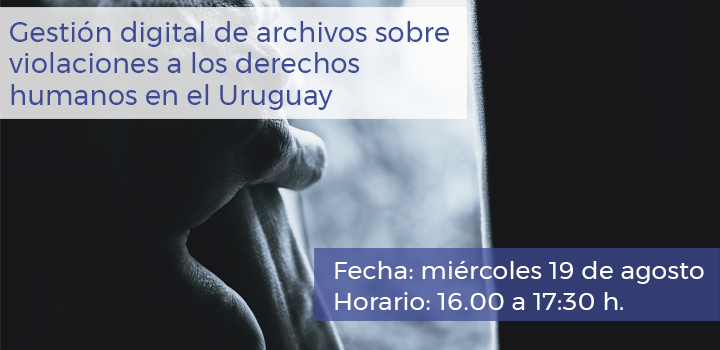 Gestión digital de archivos sobre
violaciones a los derechos
humanos en el Uruguay
Fecha: miércoles 19 de agosto
Horario: 16.00 a 17:30 h.